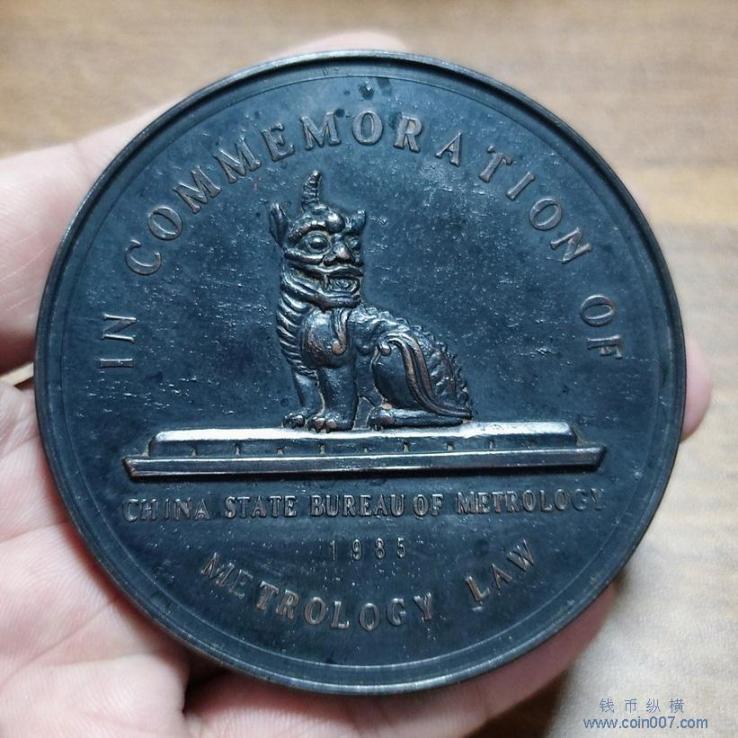 IN COMMEMORATION OF
CHINA STATE BUREAU OF METROLOGY
1985
METROLOGY LAW
钱币纵横
www.coin007.com